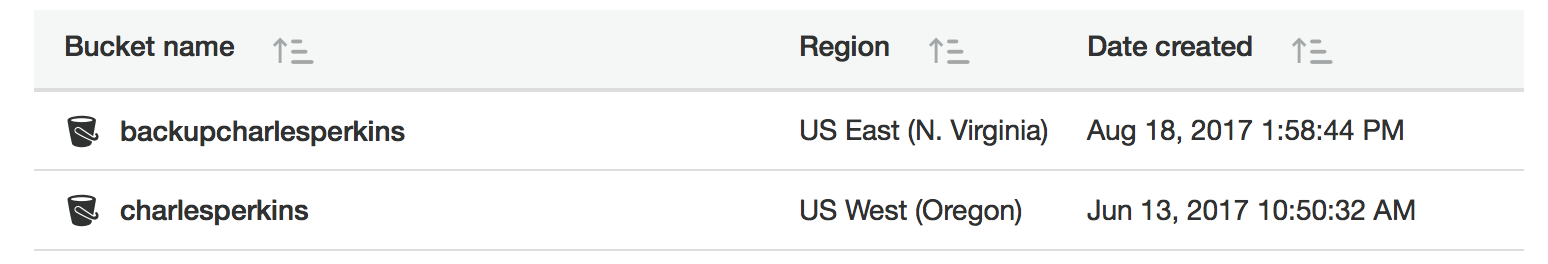 Bucket name Region Date created
backupcharlesperkins US East (N. Virginia) Aug 18, 2017 1:58:44 PM
charlesperkins US West (Oregon) Jun 13, 2017 10:50:32 AM